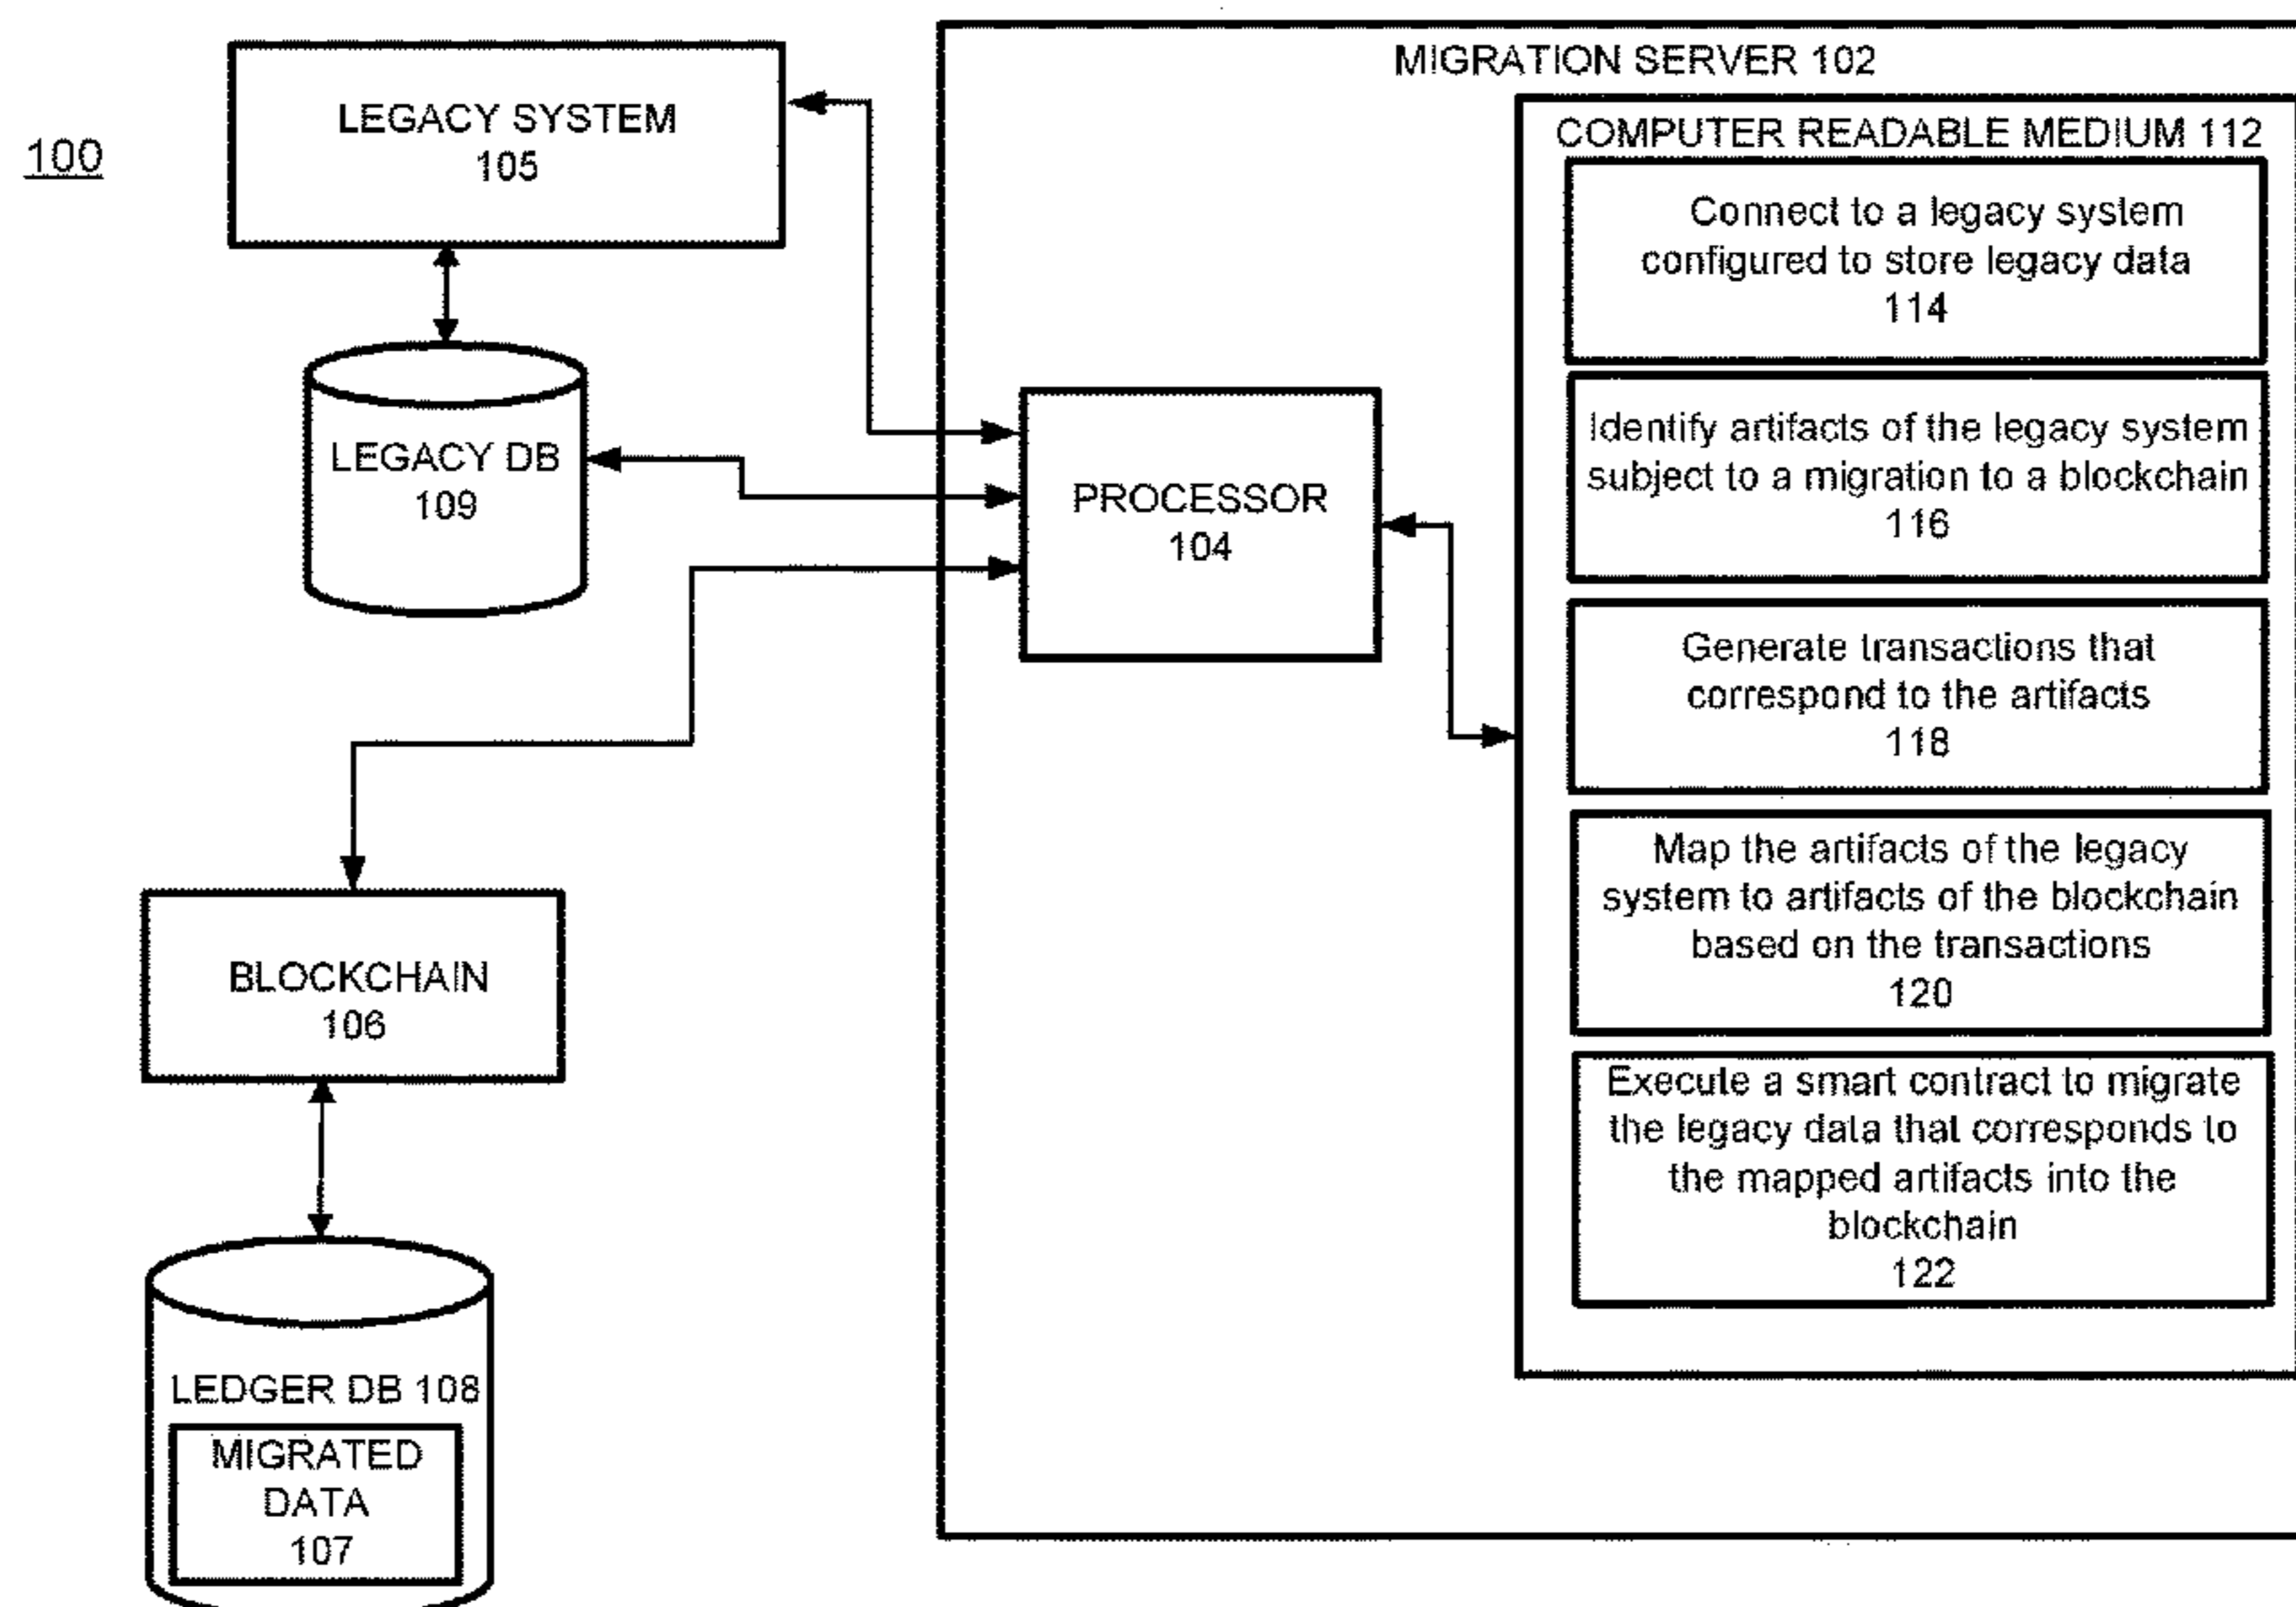 100
LEGACY SYSTEM
105
LEGACY DB
109
BLOCKCHAIN
106
LEDGER DB 108
MIGRATED
DATA
107
MIGRATION SERVER 102
PROCESSOR
104
COMPUTER READABLE MEDIUM 112
Connect to a legacy system
configured to store legacy data
114
Identify artifacts of the legacy system
subject to a migration to a blockchain
116
Generate transactions that
correspond to the artifacts
118
Map the artifacts of the legacy
system to artifacts of the blockchain
based on the transactions
120
Execute a smart contract to migrate
the legacy data that corresponds to
the mapped artifacts into the
blockchain
122